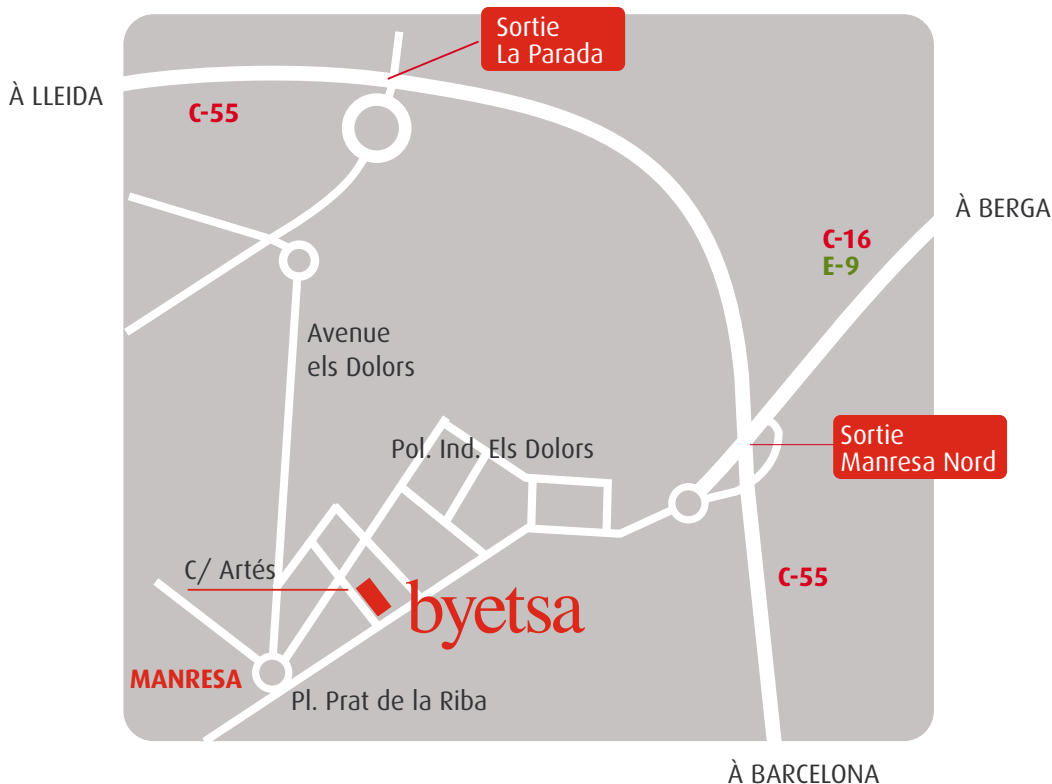 Sortie
La Parada
À LLEIDA
C-55
À BERGA
C-16
E-9
Avenue
els Dolors
Sortie
Manresa Nord
Pol. Ind. Els Dolors
C/ Artés
C-55
byetsa
MANRESA
Pl. Prat de la Riba
À BARCELONA